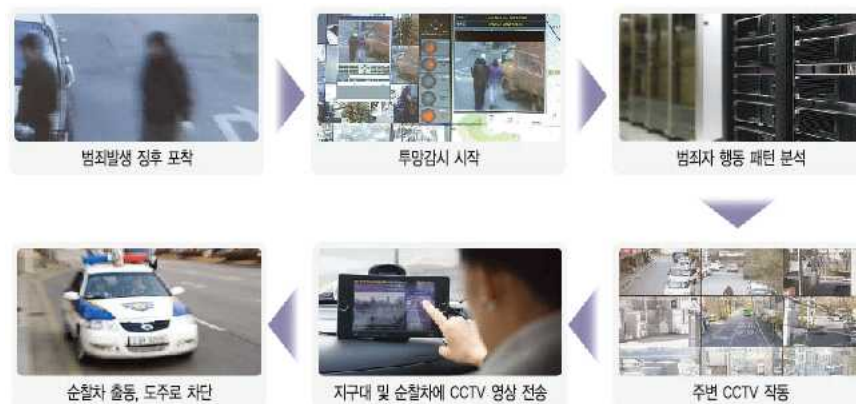 범죄발생 징후 포착
투망감시 시작
범죄자 행동 패턴 분석
주변 CCTV 작동
지구대 및 순찰차에 CCTV 영상 전송
순찰차 출동, 도주로 차단